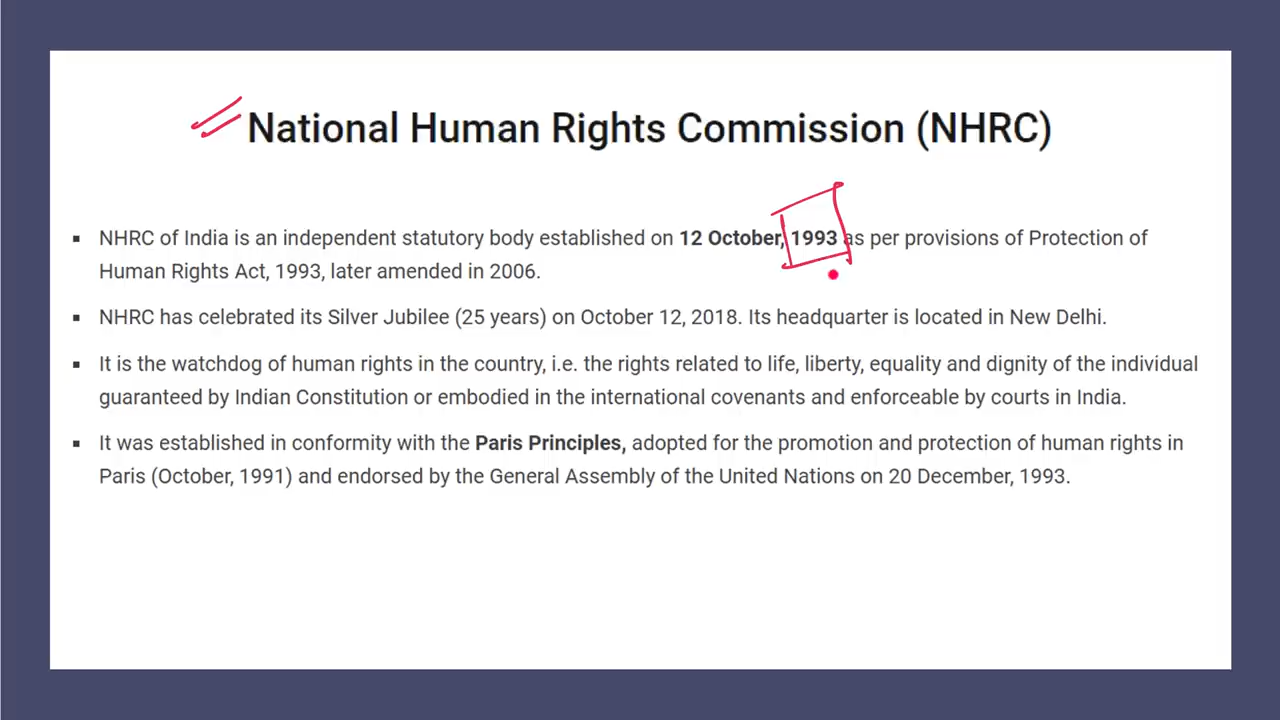 National Human Rights Commission (NHRC)
▪ NHRC of India is an independent statutory body established on 12 October, 1993 as per provisions of Protection of
Human Rights Act, 1993, later amended in 2006.
▪ NHRC has celebrated its Silver Jubilee (25 years) on October 12, 2018. Its headquarter is located in New Delhi.
▪ It is the watchdog of human rights in the country, i.e. the rights related to life, liberty, equality and dignity of the individual
guaranteed by Indian Constitution or embodied in the international covenants and enforceable by courts in India.
▪ It was established in conformity with the Paris Principles, adopted for the promotion and protection of human rights in
Paris (October, 1991) and endorsed by the General Assembly of the United Nations on 20 December, 1993.